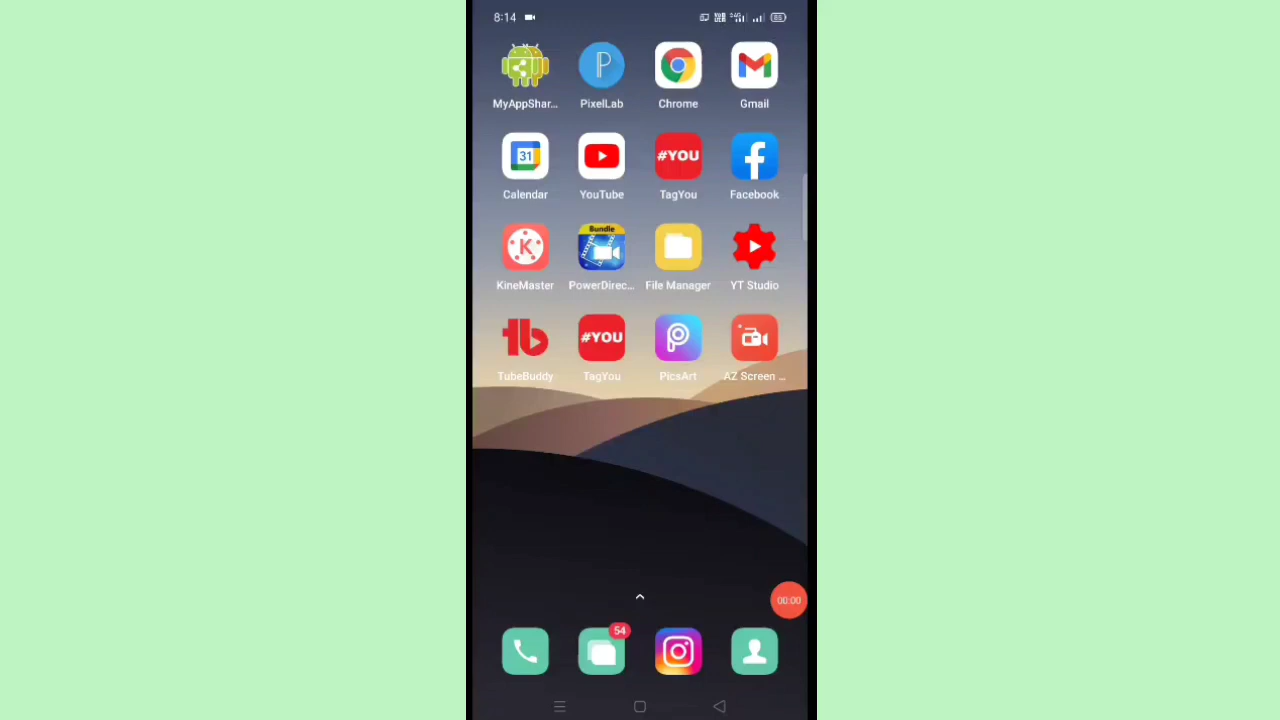 8:14
MyAppShar...
PixelLab
Chrome
Gmail
31
#YOU
Calendar
YouTube
TagYou
Facebook
Bundle
KineMaster
PowerDirec...
File Manager
YT Studio
#YOU
TubeBuddy
TagYou
PicsArt
AZ Screen ...
00:00
54